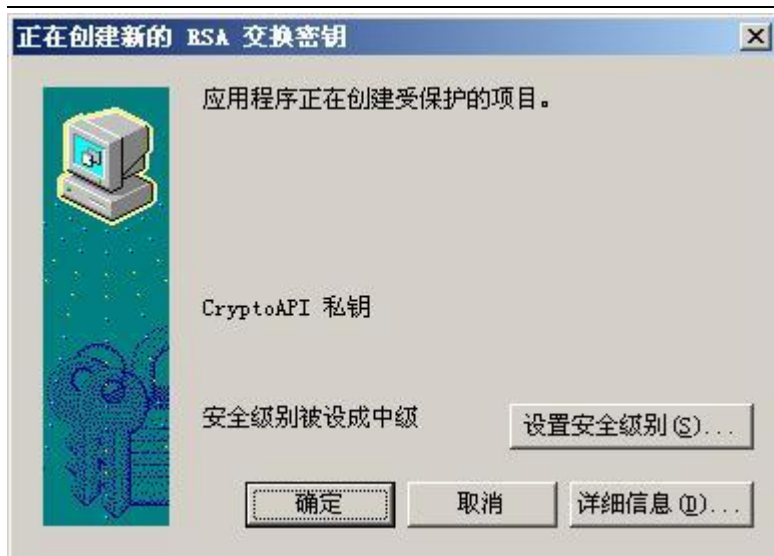 正在创建新的 RSA 交换密钥
应用程序正在创建受保护的项目。
CryptoAPI 私钥
安全级别被设成中级
设置安全级别(S)...
确定
取消
详细信息(D)...